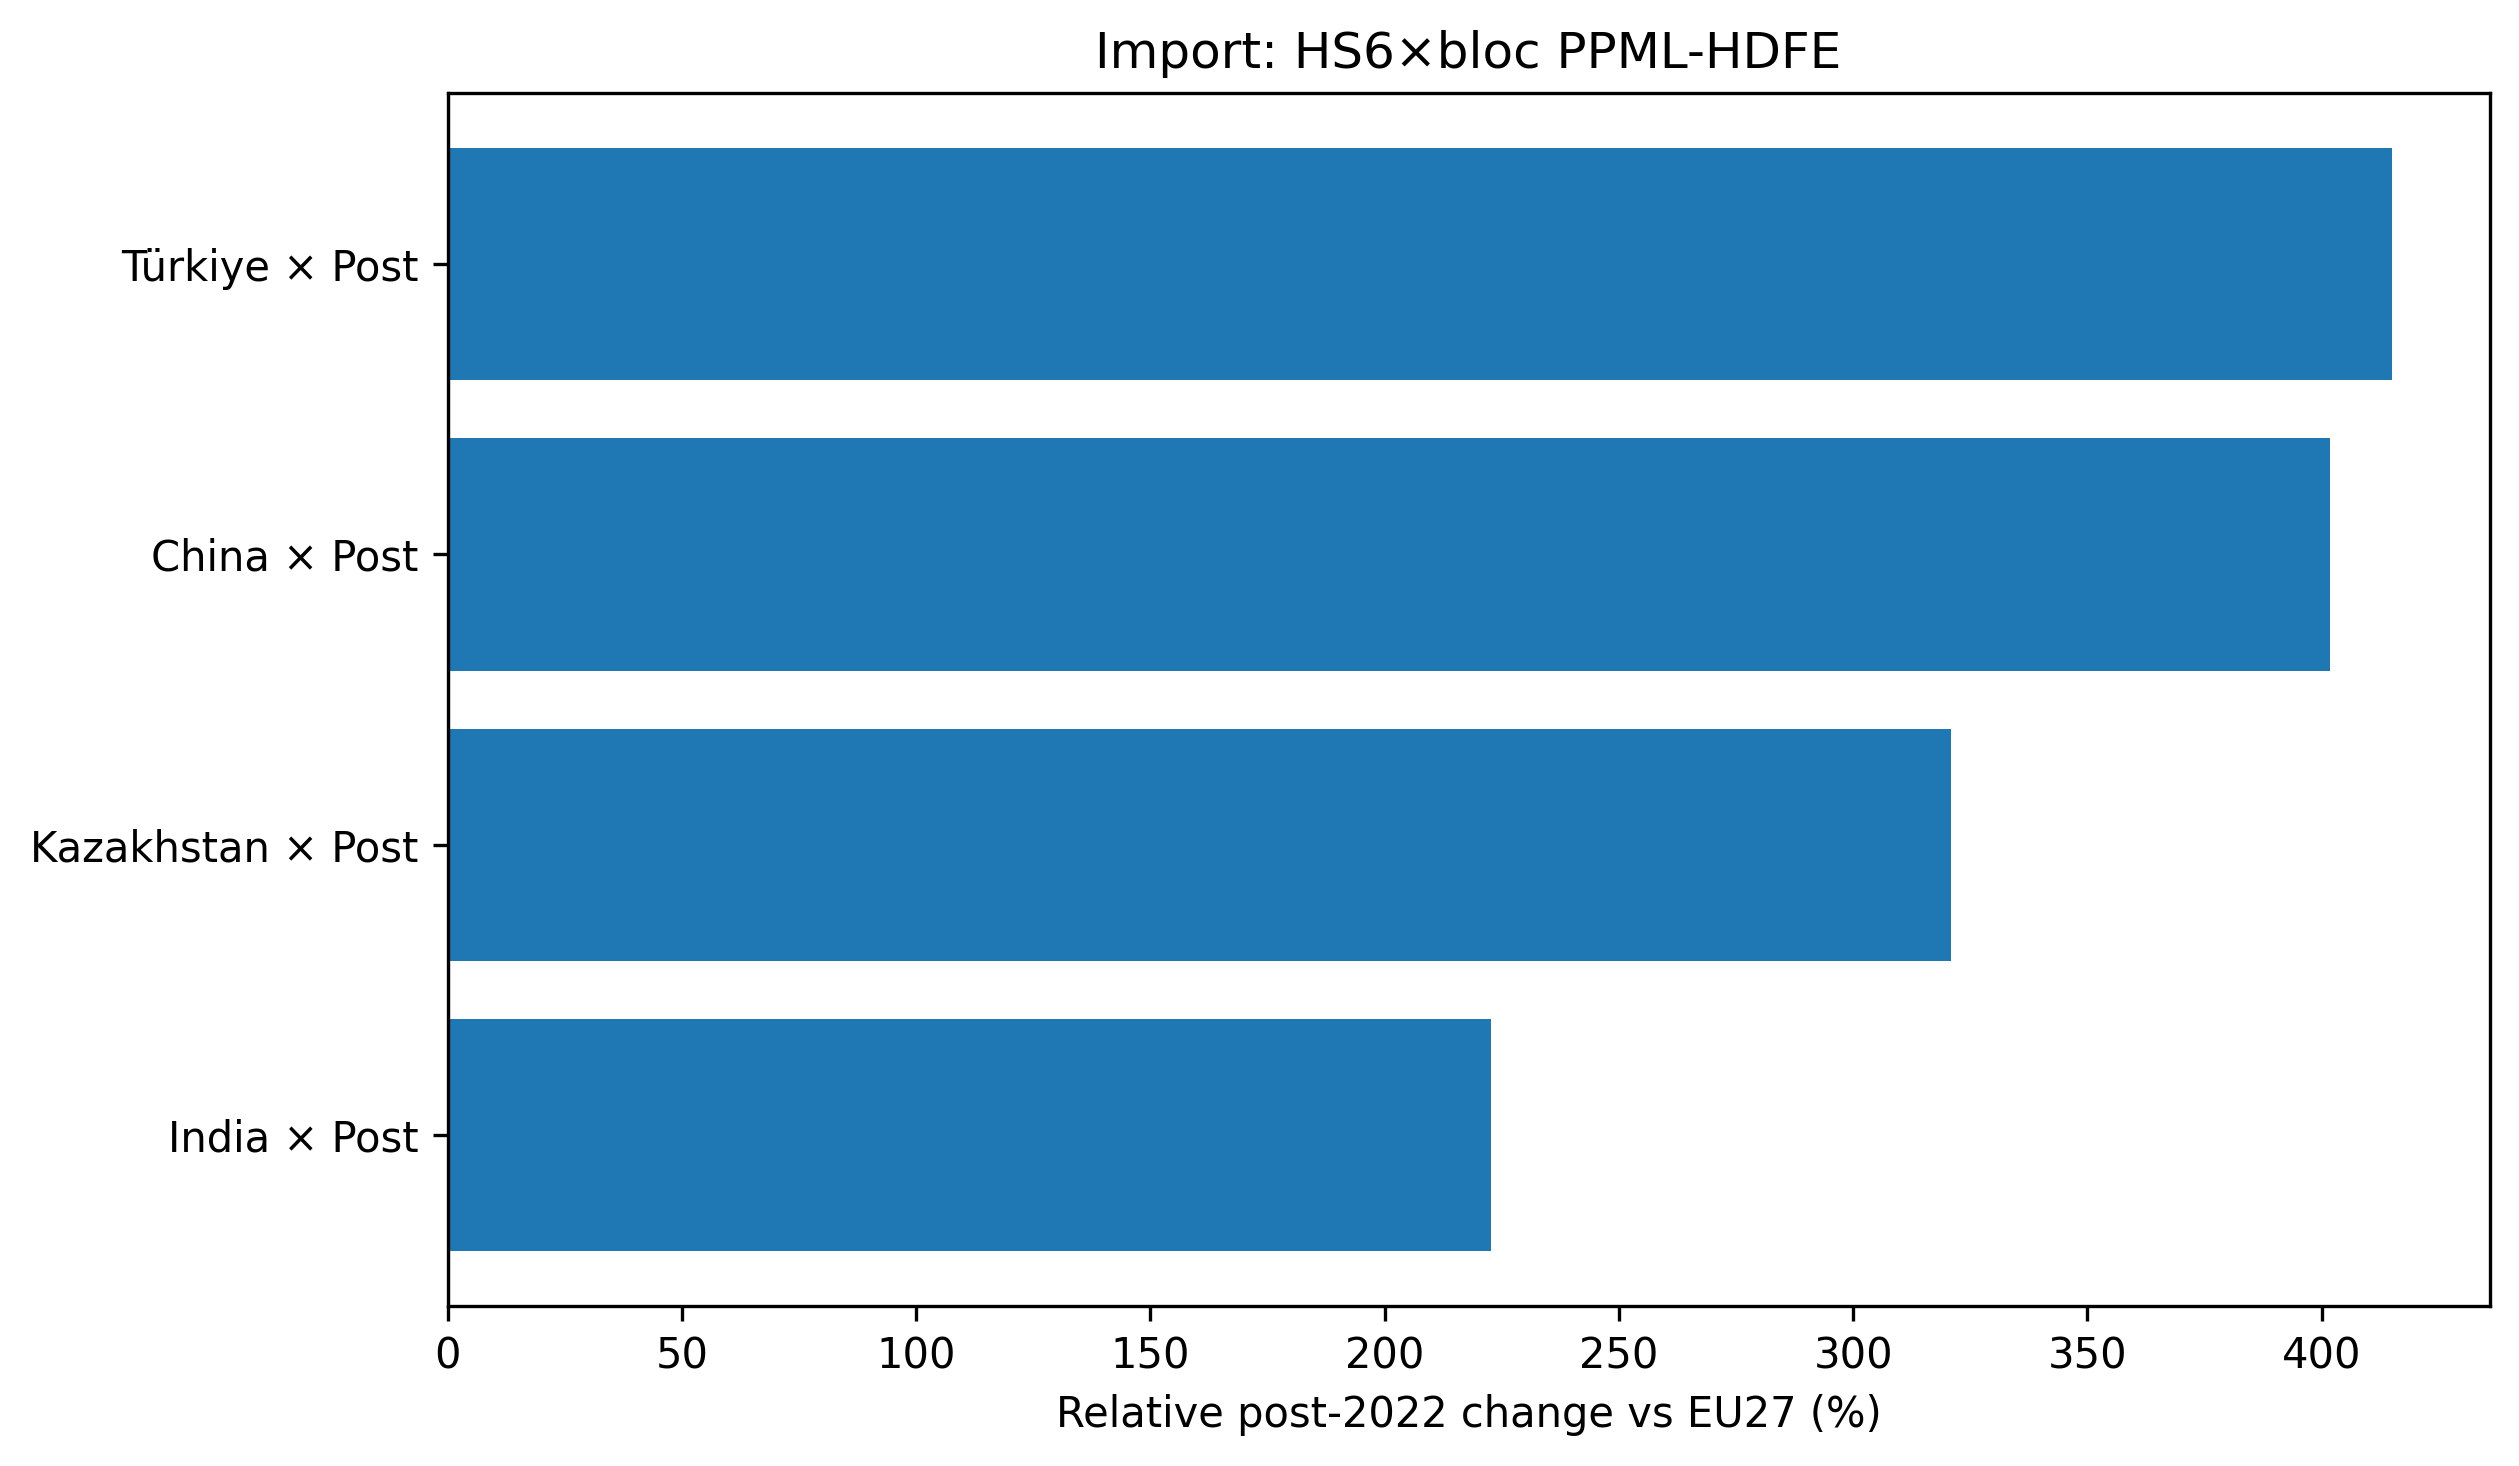 Import: HS6×bloc PPML-HDFE
Türkiye × Post
China × Post
Kazakhstan × Post
India × Post
0 50 100 150 200 250 300 350 400
Relative post-2022 change vs EU27 (%)